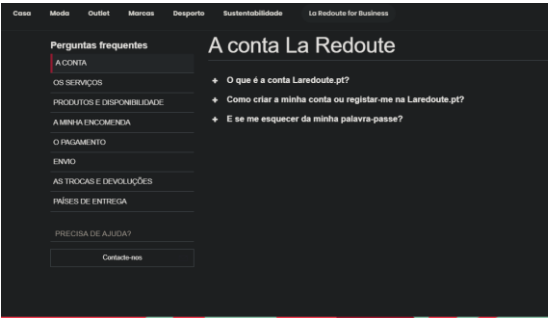 Casa Moda Outlet Marcas Desporto Sustentabilidade La Redoute for Business
Perguntas frequentes
A CONTA
OS SERVIÇOS
PRODUTOS E DISPONIBILIDADE
A MINHA ENCOMENDA
O PAGAMENTO
ENVIO
AS TROCAS E DEVOLUÇÕES
PAÍSES DE ENTREGA
PRECISA DE AJUDA?
Contacte-nos
A conta La Redoute
+ O que é a conta Laredoute.pt?
+ Como criar a minha conta ou registar-me na Laredoute.pt?
+ E se me esquecer da minha palavra-passe?